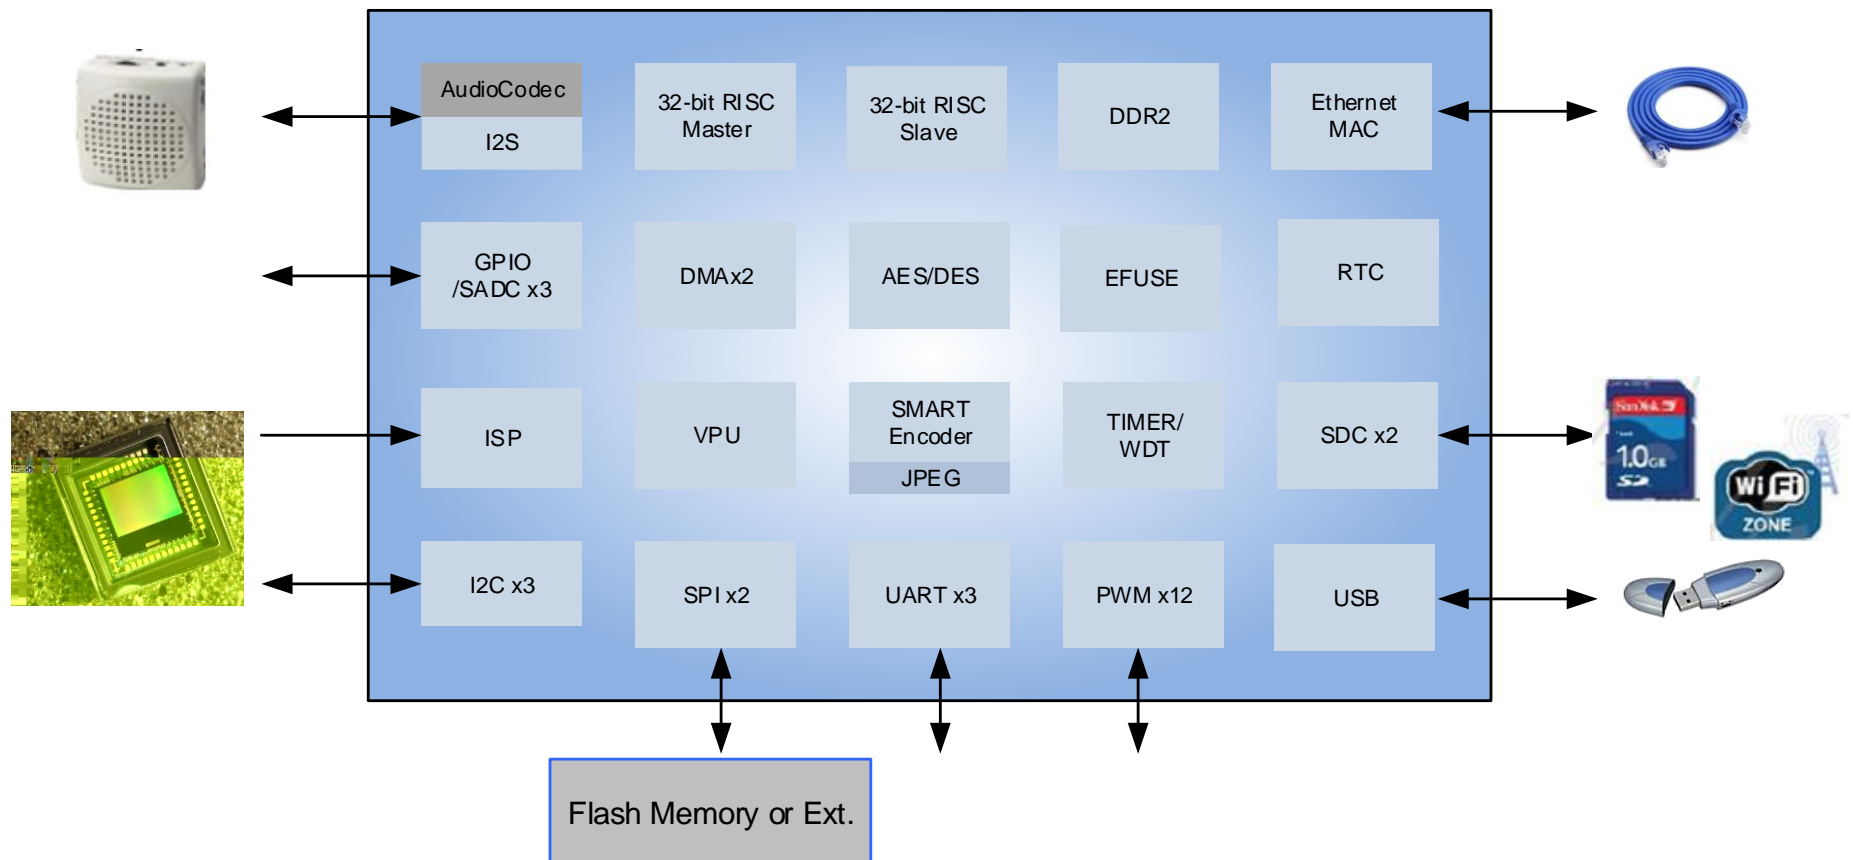 AudioCodec
I2S
32-bit RISC
Master
32-bit RISC
Slave
DDR2
Ethernet
MAC
GPIO
/SADC x3
DMAx2
AES/DES
EFUSE
RTC
ISP
VPU
SMART
Encoder
JPEG
TIMER/
WDT
SDC x2
SanDisk
1.0GB
SD
Wi Fi
ZONE
I2C x3
SPI x2
UART x3
PWM x12
USB
Flash Memory or Ext.